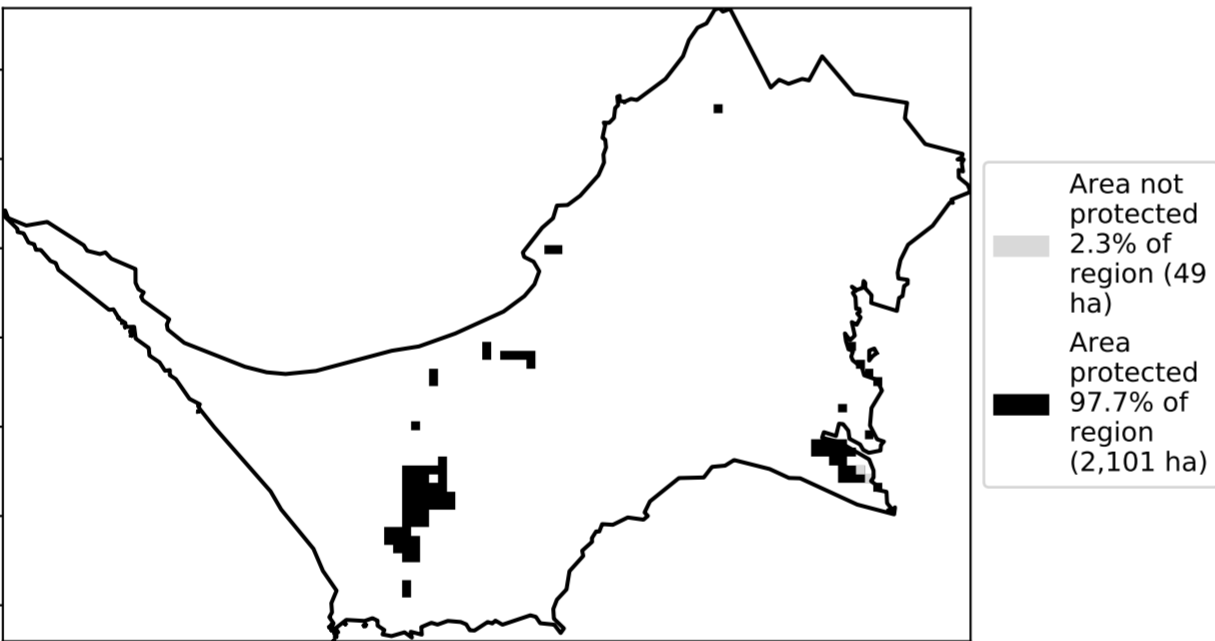 Area not
protected
2.3% of
region (49
ha)
Area
protected
97.7% of
region
(2,101 ha)